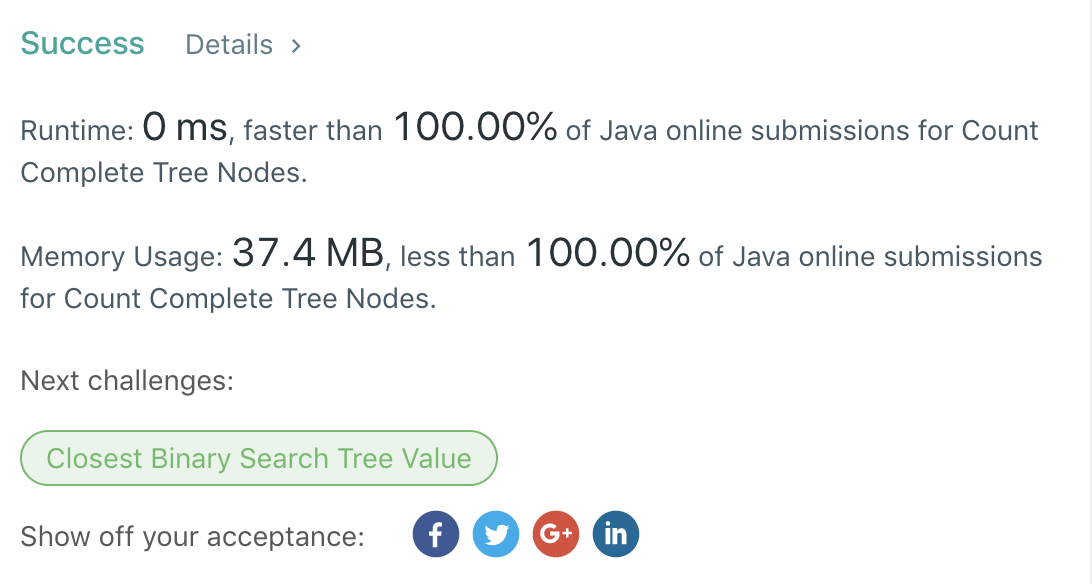 Success Details >
Runtime: 0 ms, faster than 100.00% of Java online submissions for Count
Complete Tree Nodes.
Memory Usage: 37.4 MB, less than 100.00% of Java online submissions
for Count Complete Tree Nodes.
Next challenges:
Closest Binary Search Tree Value
Show off your acceptance: f G+ in